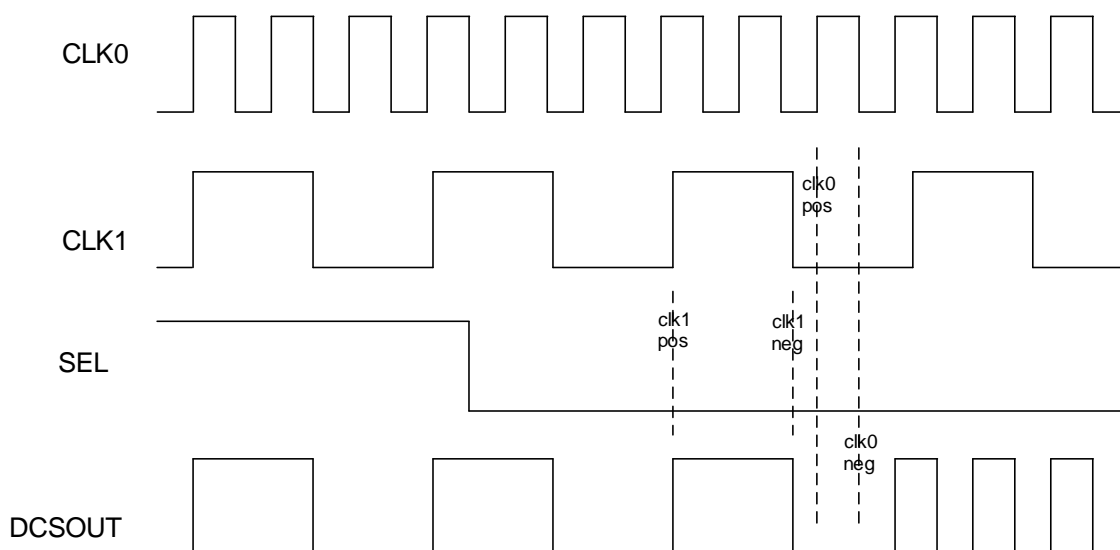 CLK0
clk0
pos
CLK1
clk1
pos
clk1
neg
SEL
clk0
neg
DCSOUT